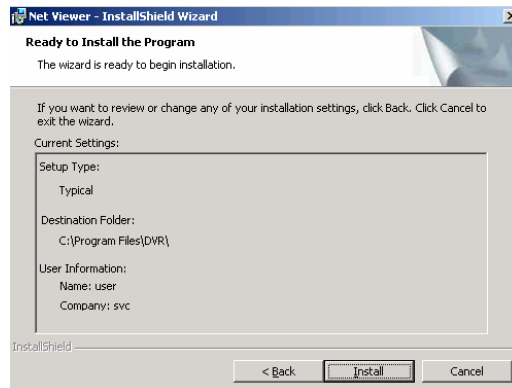 Net Viewer - InstallShield Wizard
Ready to Install the Program
The wizard is ready to begin installation.
If you want to review or change any of your installation settings, click Back. Click Cancel to
exit the wizard.
Current Settings:
Setup Type:
Typical
Destination Folder:
C:\Program Files\DVR\
User Information:
Name: user
Company: svc
InstallShield
< Back
Install
Cancel